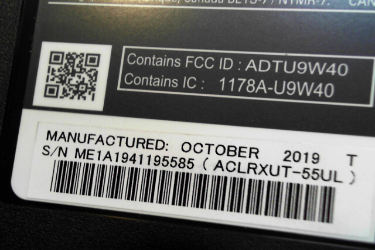 Contains FCC ID : ADTU9W40
Contains IC : 1178A-U9W40
MANUFACTURED: OCTOBER 2019 T
S/N ME1A1941195585 ( ACLRXUT-55UL )